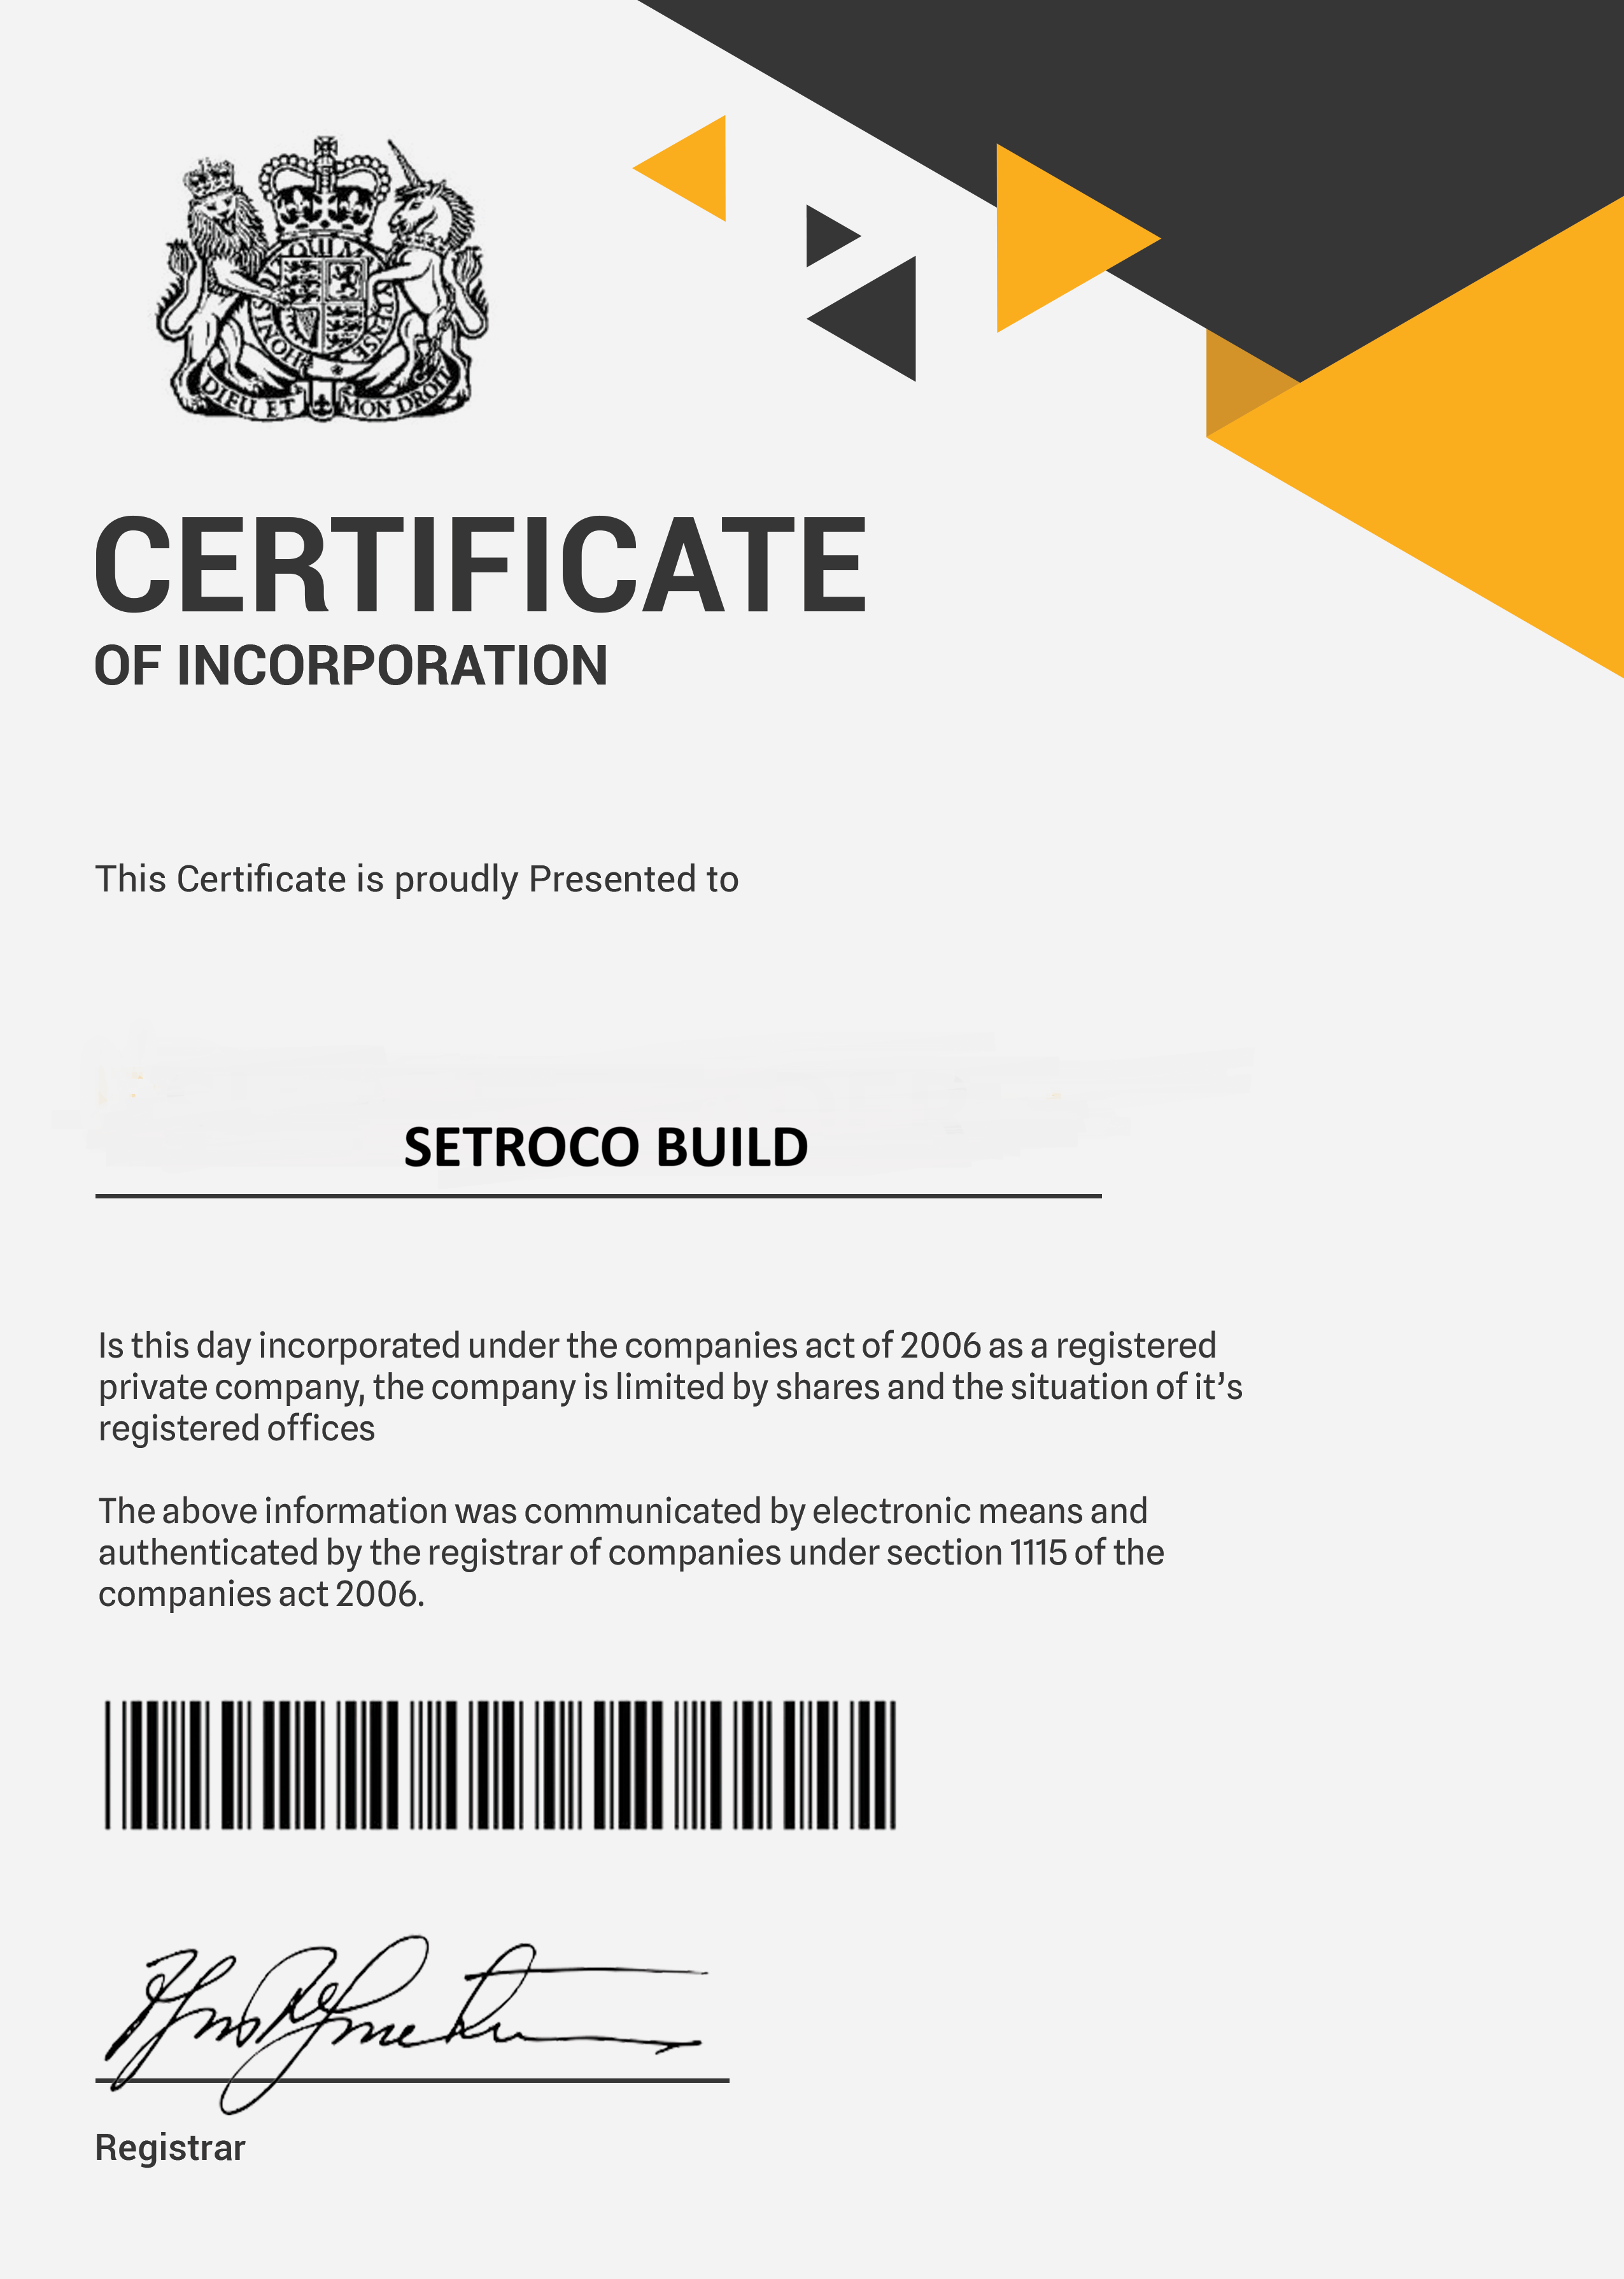 DIEU ET MON DROIT
CERTIFICATE
OF INCORPORATION
This Certificate is proudly Presented to
SETROCO BUILD
Is this day incorporated under the companies act of 2006 as a registered
private company, the company is limited by shares and the situation of it’s
registered offices
The above information was communicated by electronic means and
authenticated by the registrar of companies under section 1115 of the
companies act 2006.
Registrar